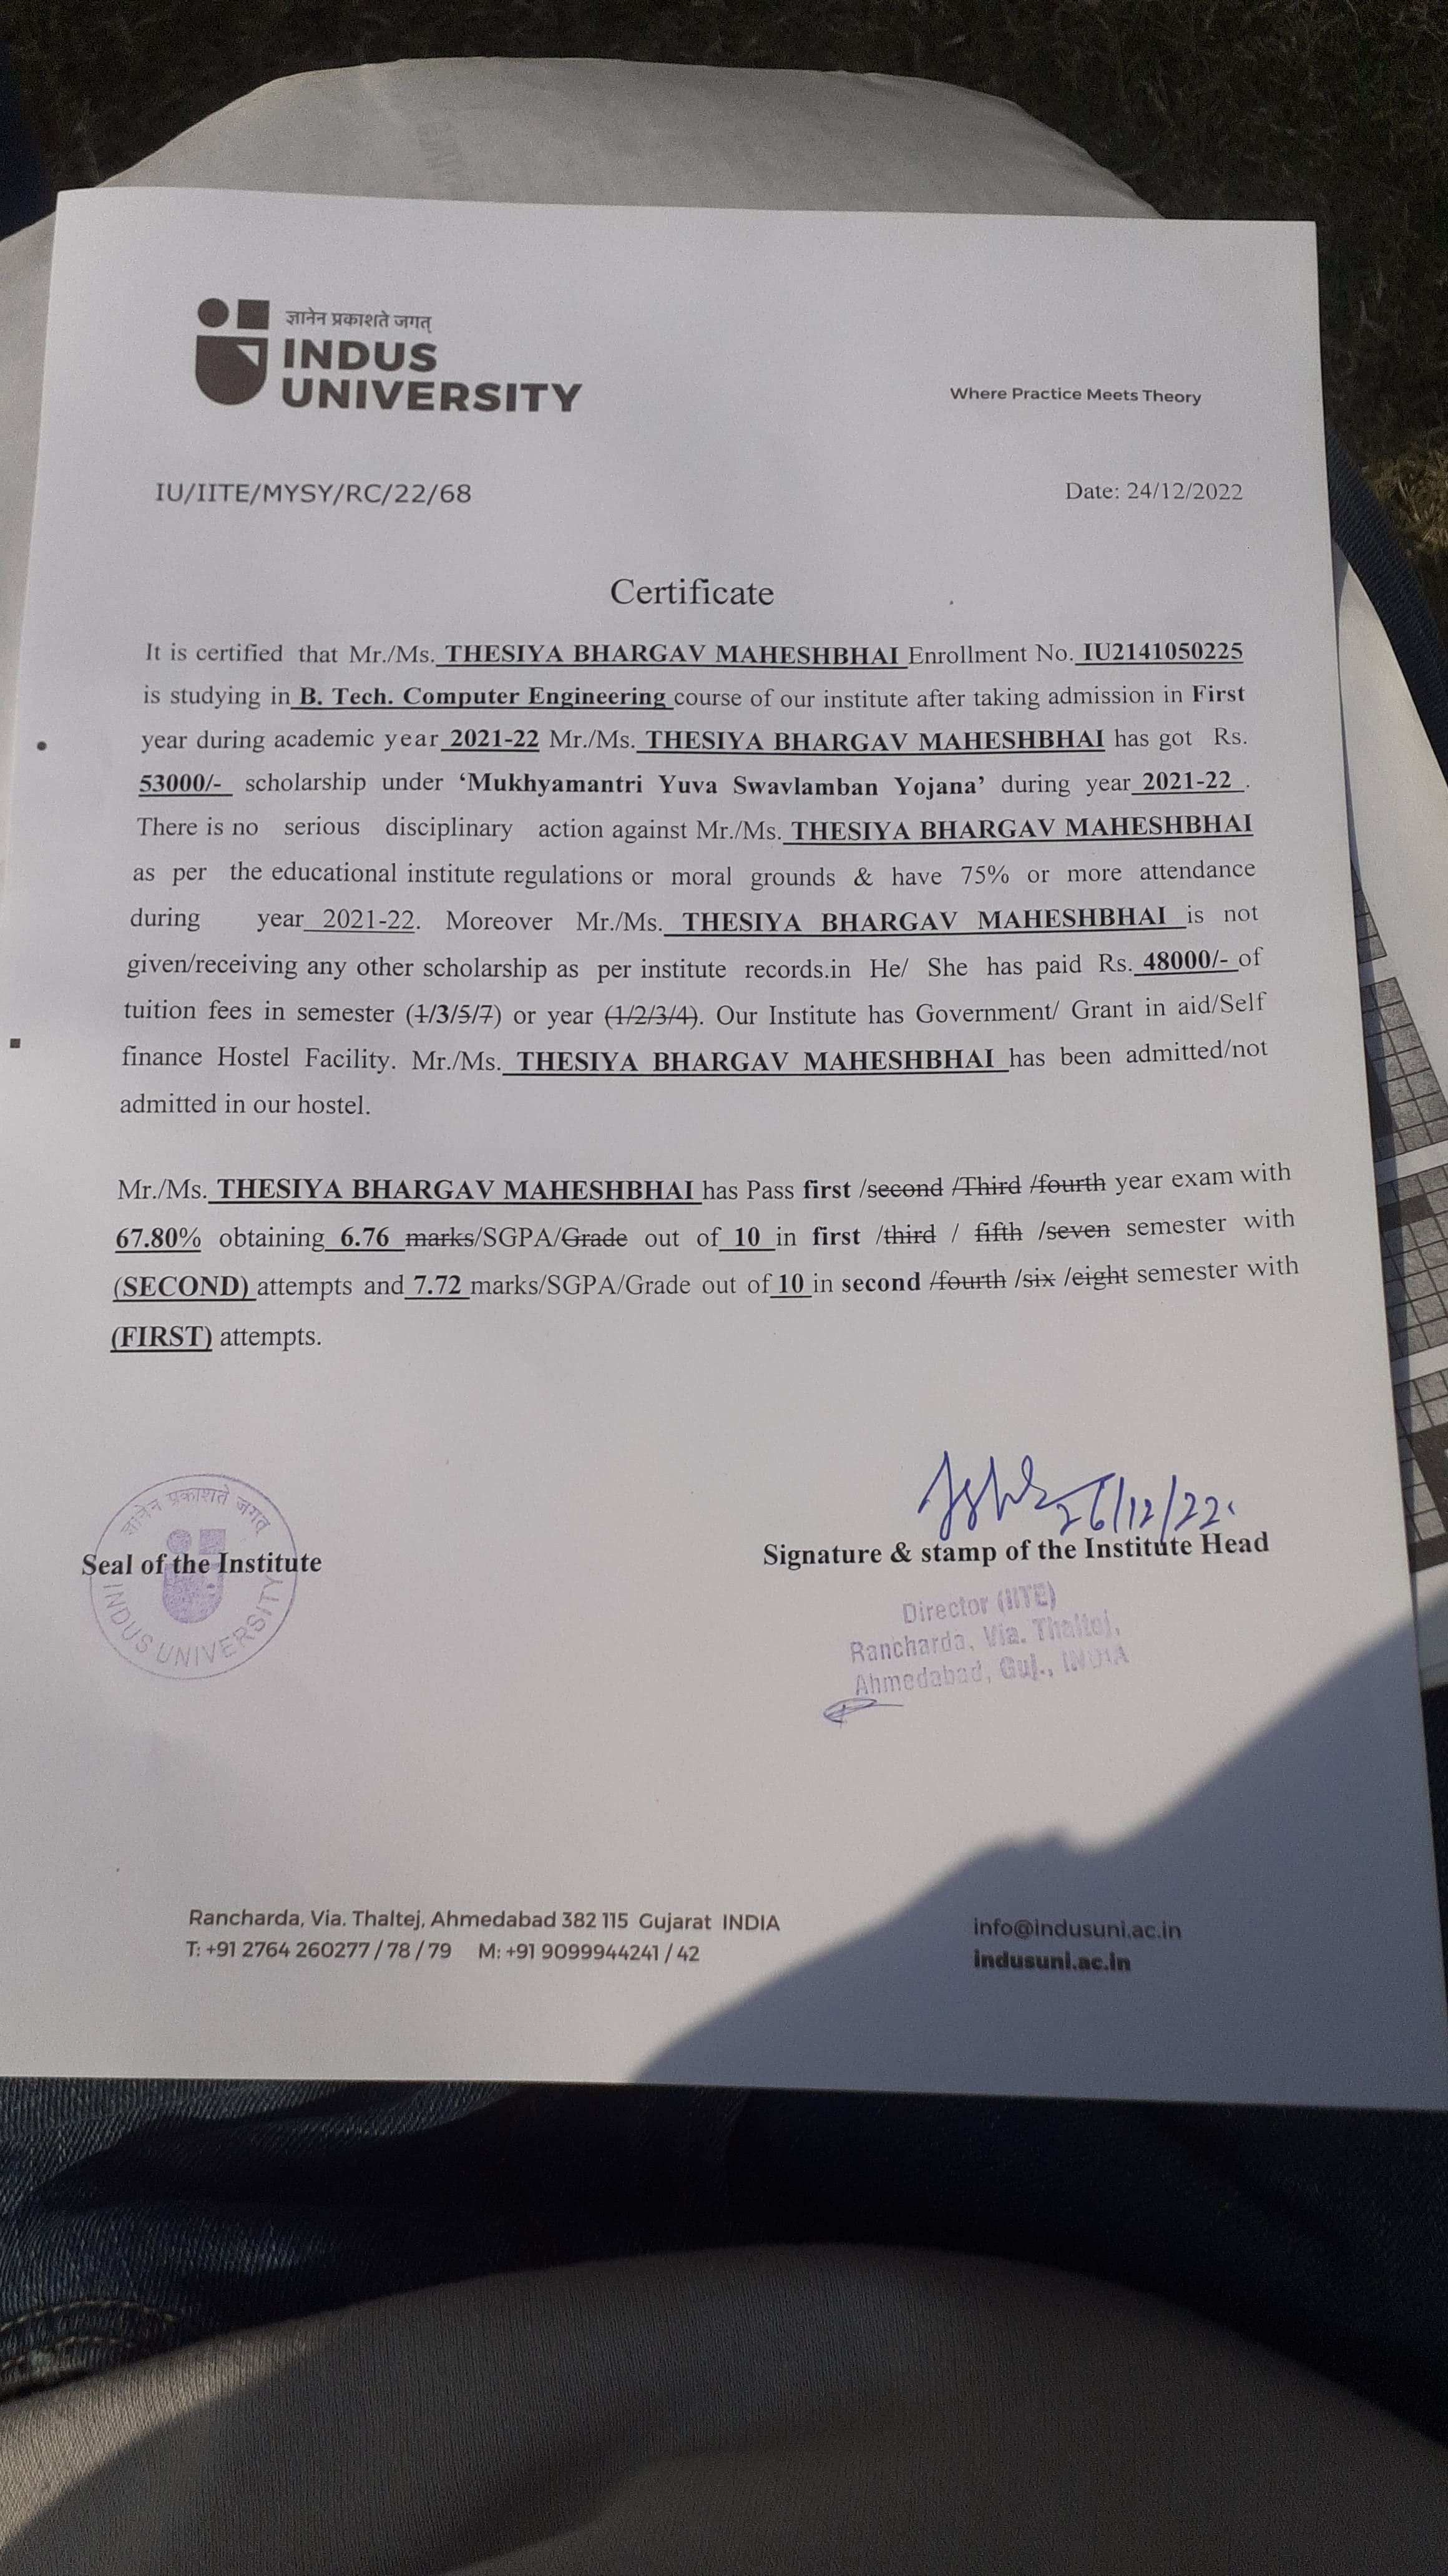 ज्ञानेन प्रकाशते जगत्
INDUS
UNIVERSITY
Where Practice Meets Theory
IU/IITE/MYSY/RC/22/68
Date: 24/12/2022
Certificate
It is certified that Mr./Ms. THESIYA BHARGAV MAHESHBHAI Enrollment No. IU2141050225
is studying in B. Tech. Computer Engineering course of our institute after taking admission in First
year during academic year 2021-22 Mr./Ms. THESIYA BHARGAV MAHESHBHAI has got Rs.
53000/- scholarship under ‘Mukhyamantri Yuva Swavlamban Yojana’ during year 2021-22 .
There is no serious disciplinary action against Mr./Ms. THESIYA BHARGAV MAHESHBHAI
as per the educational institute regulations or moral grounds & have 75% or more attendance
during year 2021-22. Moreover Mr./Ms. THESIYA BHARGAV MAHESHBHAI is not
given/receiving any other scholarship as per institute records.in He/ She has paid Rs. 48000/- of
tuition fees in semester (1/3/5/7) or year (1/2/3/4). Our Institute has Government/ Grant in aid/Self
finance Hostel Facility. Mr./Ms. THESIYA BHARGAV MAHESHBHAI has been admitted/not
admitted in our hostel.
Mr./Ms. THESIYA BHARGAV MAHESHBHAI has Pass first /second /Third /fourth year exam with
67.80% obtaining 6.76 marks/SGPA/Grade out of 10 in first /third / fifth /seven semester with
(SECOND) attempts and 7.72 marks/SGPA/Grade out of 10 in second /fourth /six /eight semester with
(FIRST) attempts.
ज्ञानेन प्रकाशते जगत्
Seal of the Institute
INDUS UNIVERSITY
26/12/22.
Signature & stamp of the Institute Head
Director (IITE)
Rancharda, Via. Thaltej,
Ahmedabad, Guj., INDIA
Rancharda, Via. Thaltej, Ahmedabad 382 115 Gujarat INDIA
T: +91 2764 260277 / 78 / 79 M: +91 9099944241 / 42
info@indusuni.ac.in
indusuni.ac.in